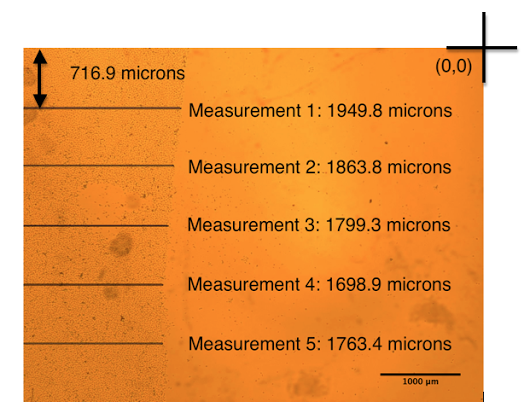 (0,0)
716.9 microns
Measurement 1: 1949.8 microns
Measurement 2: 1863.8 microns
Measurement 3: 1799.3 microns
Measurement 4: 1698.9 microns
Measurement 5: 1763.4 microns
1000 µm